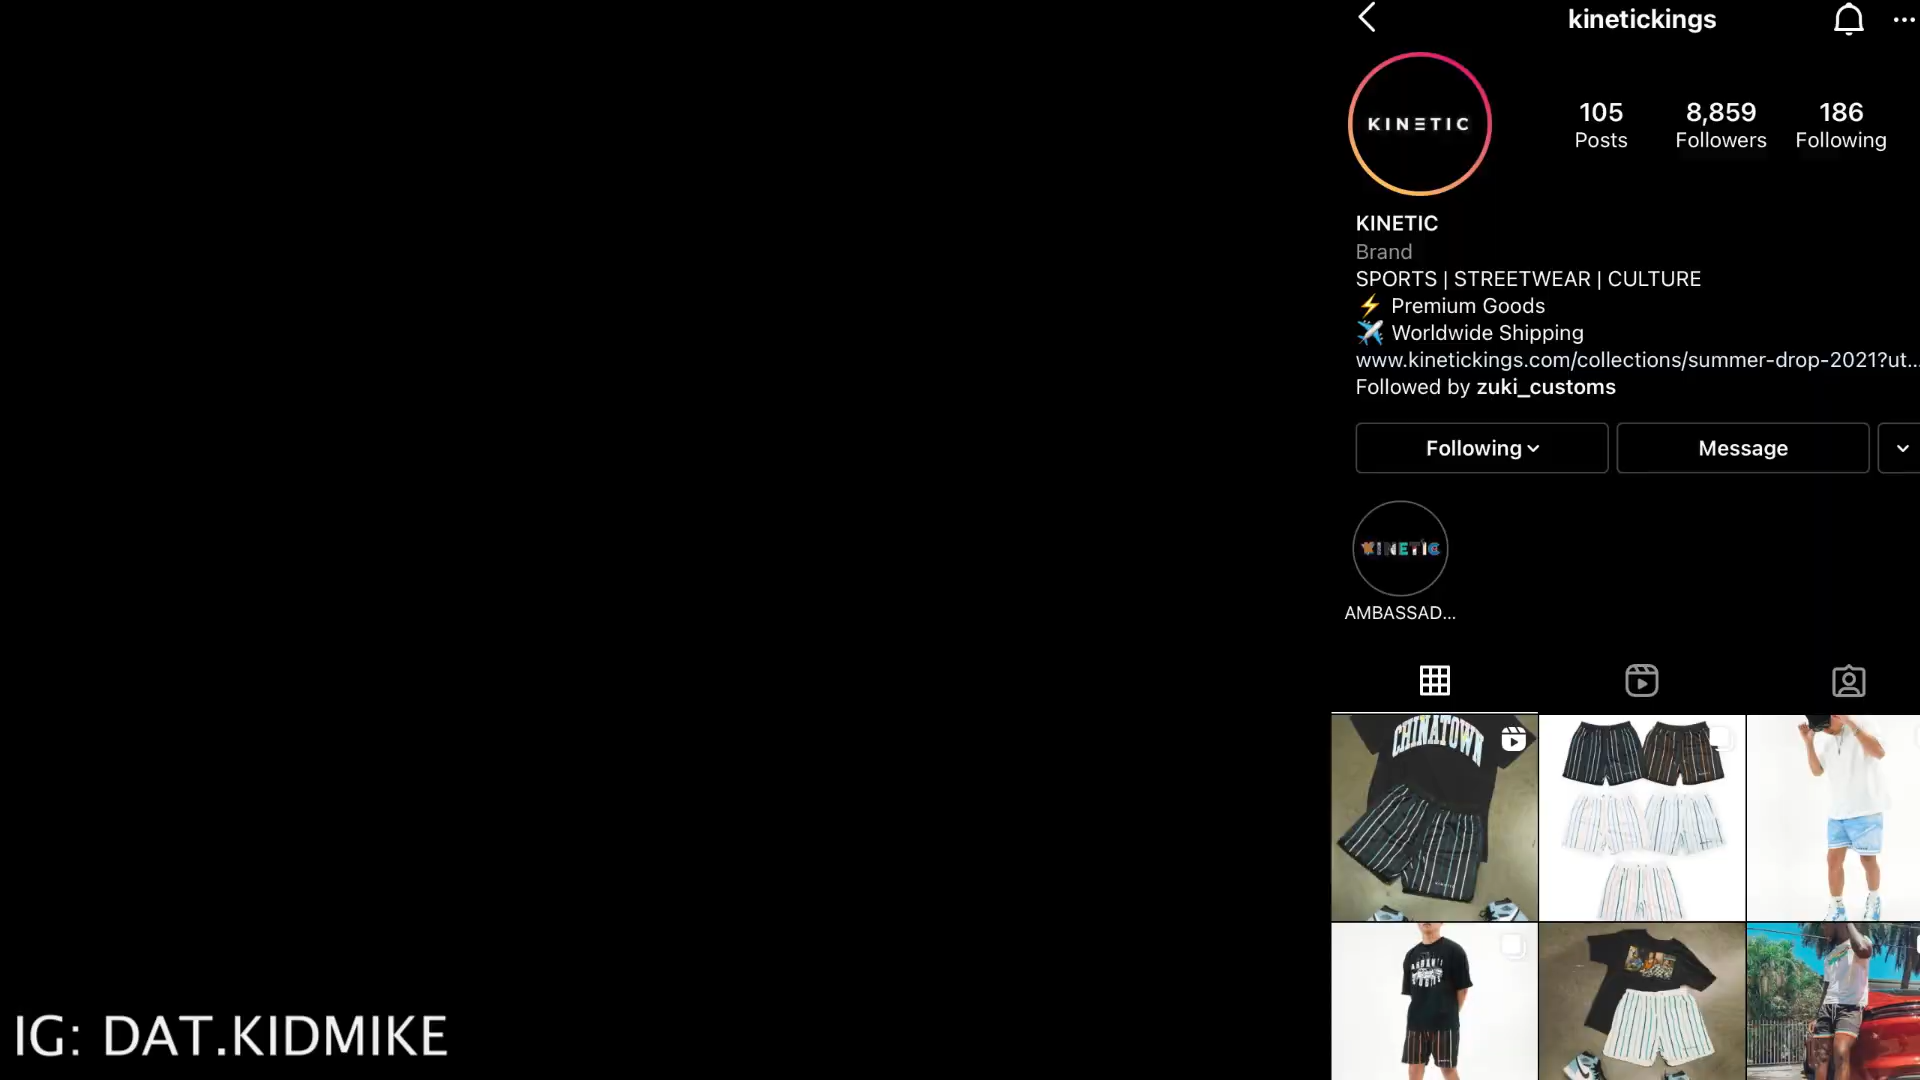 kinetickings
KINETIC
105
Posts
8,859
Followers
186
Following
KINETIC
Brand
SPORTS | STREETWEAR | CULTURE
⚡ Premium Goods
✈️ Worldwide Shipping
www.kinetickings.com/collections/summer-drop-2021?ut...
Followed by zuki_customs
Following
Message
KINETIC
AMBASSAD...
CHINATOWN
IG: DAT.KIDMIKE